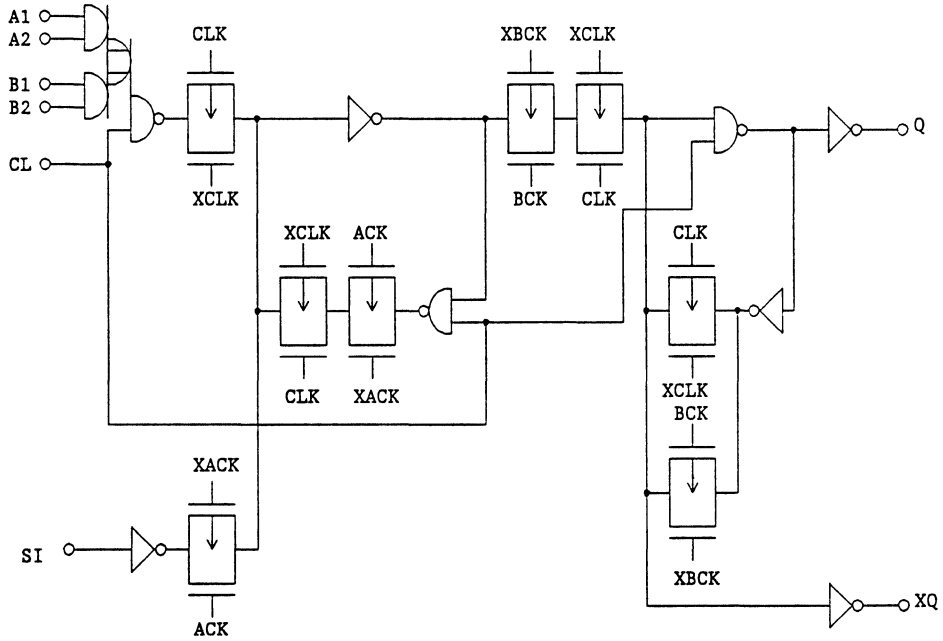 A1
A2
B1
B2
CL
CLK
XCLK
XBCK XCLK
BCK CLK
Q
XCLK ACK
CLK XACK
CLK
XCLK
BCK
XBCK
XACK
SI
ACK
XQ